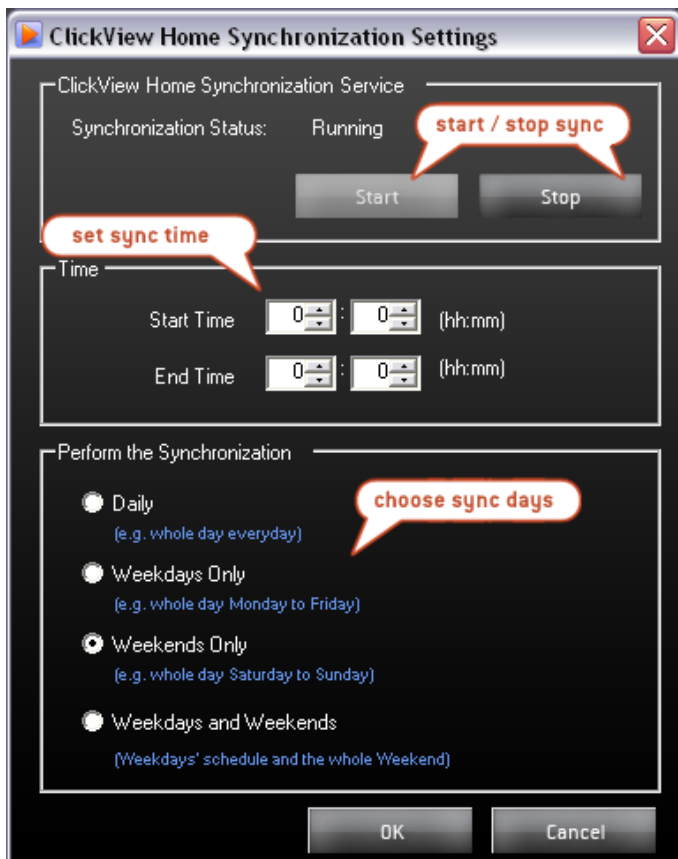 ClickView Home Synchronization Settings
ClickView Home Synchronization Service
Synchronization Status: Running
start / stop sync
Start Stop
set sync time
Time
Start Time 0 : 0 (hh:mm)
End Time 0 : 0 (hh:mm)
Perform the Synchronization
Daily
choose sync days
(e.g. whole day everyday)
Weekdays Only
(e.g. whole day Monday to Friday)
Weekends Only
(e.g. whole day Saturday to Sunday)
Weekdays and Weekends
(Weekdays' schedule and the whole Weekend)
OK Cancel